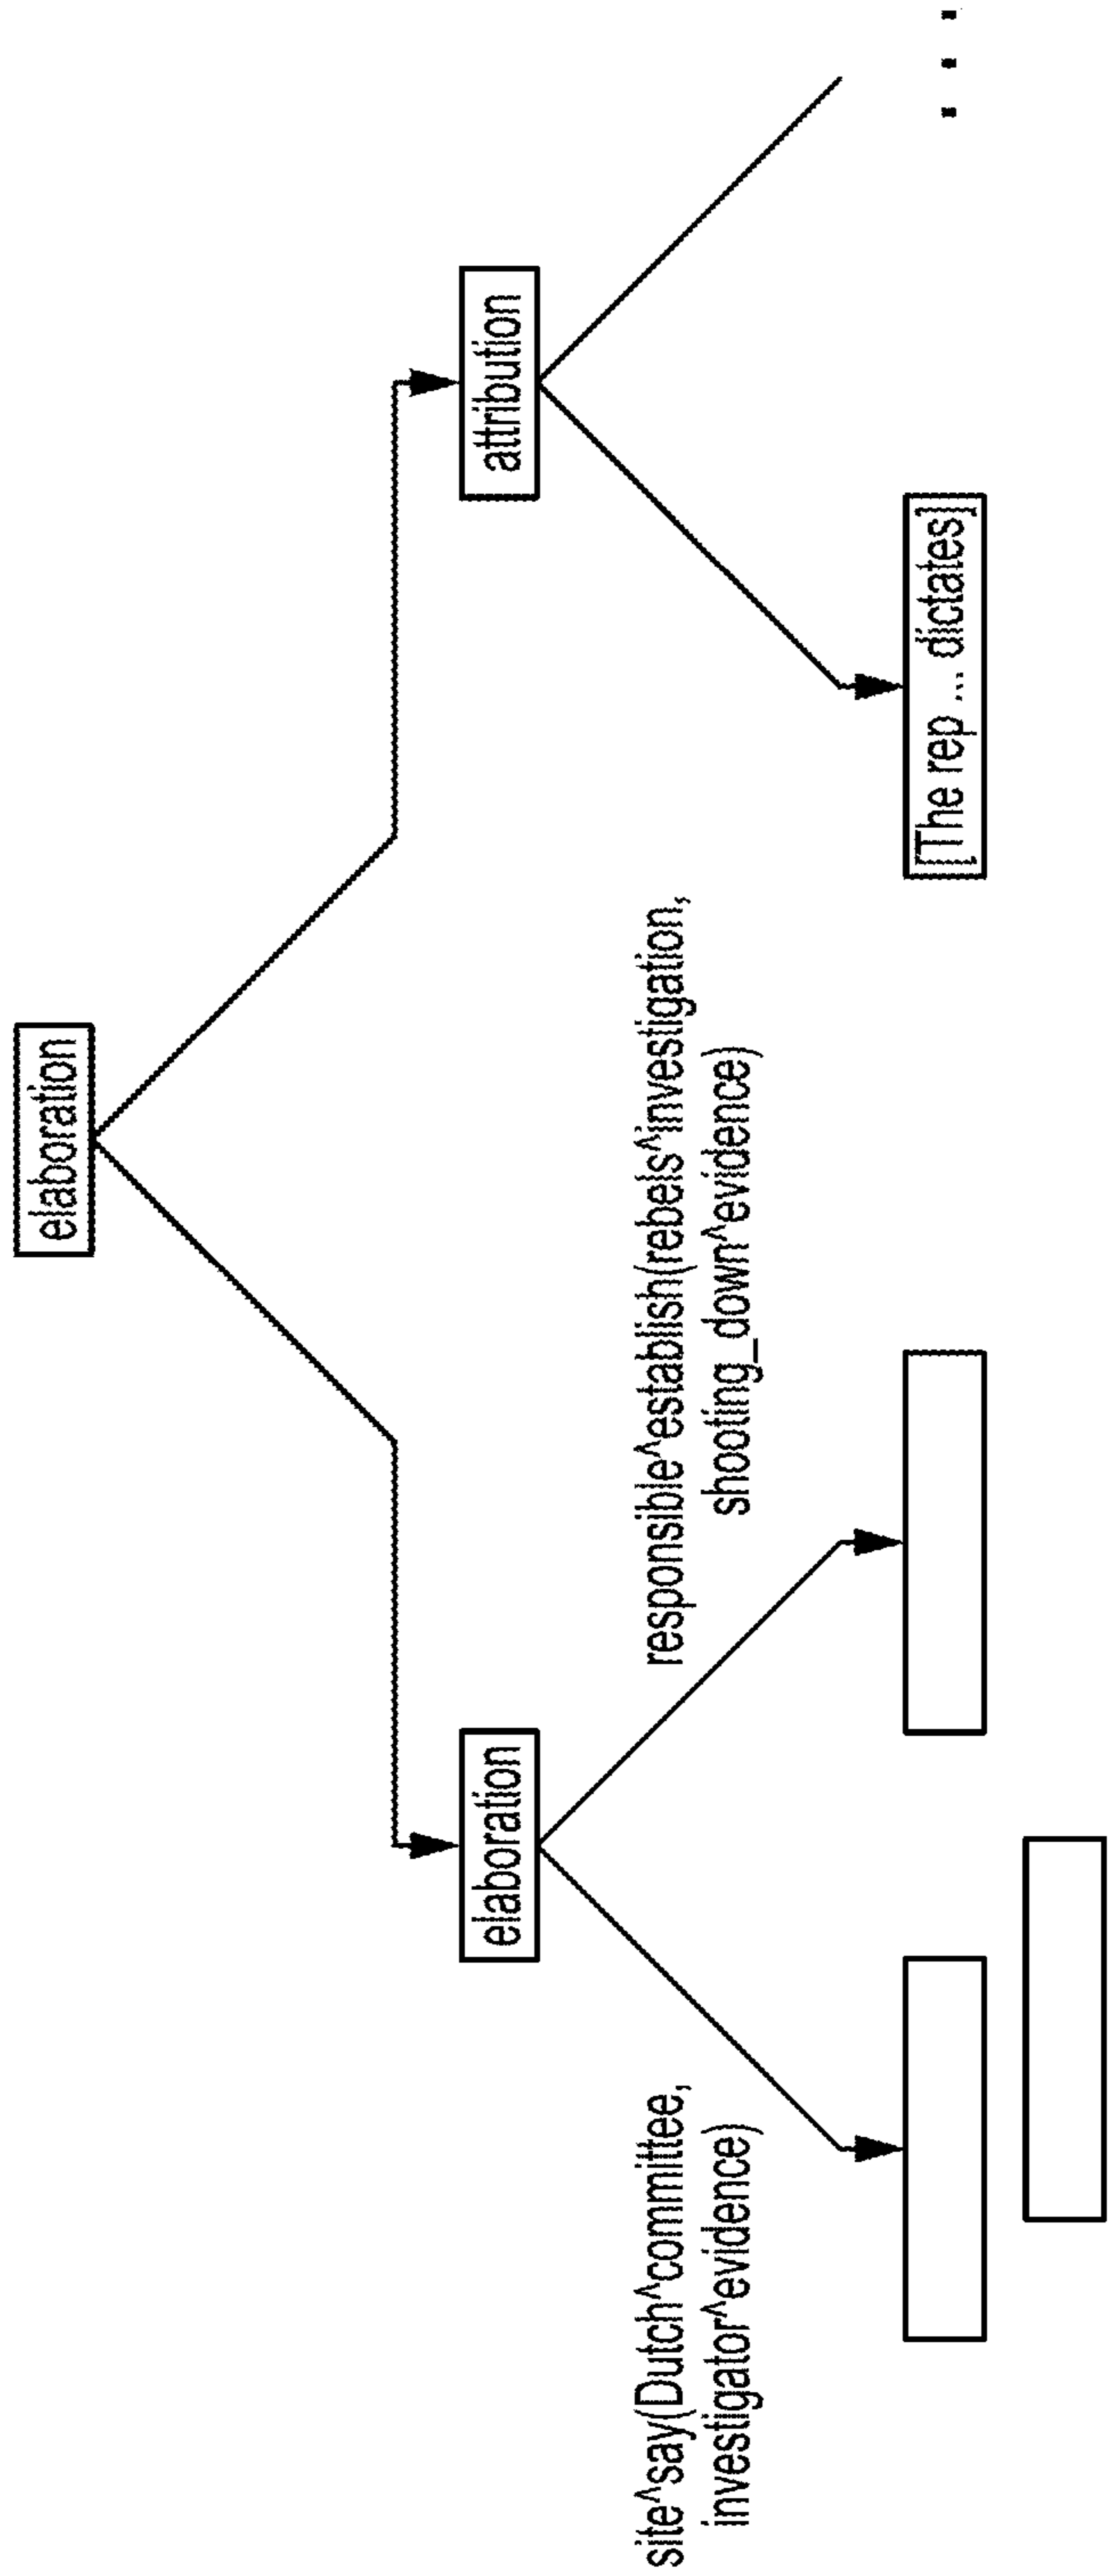 elaboration
elaboration
attribution
site^say(Dutch^committee,
investigator^evidence)
responsible^establish(rebels^investigation,
shooting_down^evidence)
[The rep ... dictates]
...